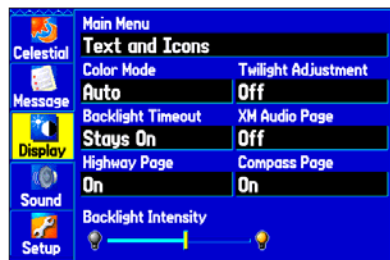 Celestial
Message
Display
Sound
Setup
Main Menu
Text and Icons
Color Mode
Twilight Adjustment
Auto
Off
Backlight Timeout
XM Audio Page
Stays On
Off
Highway Page
Compass Page
On
On
Backlight Intensity